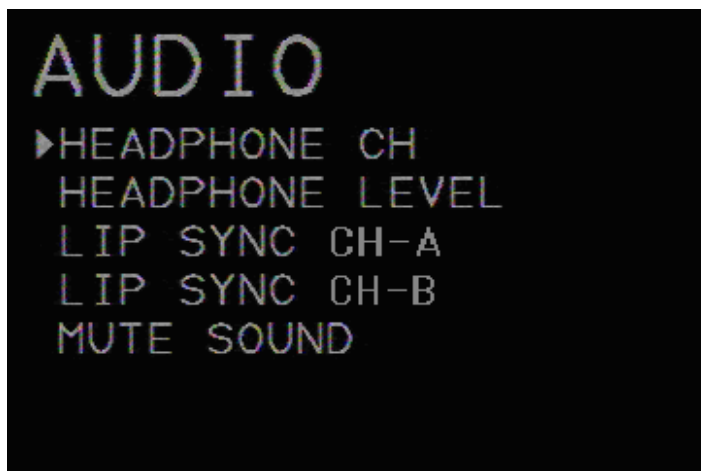 AUDIO
▶HEADPHONE CH
HEADPHONE LEVEL
LIP SYNC CH-A
LIP SYNC CH-B
MUTE SOUND